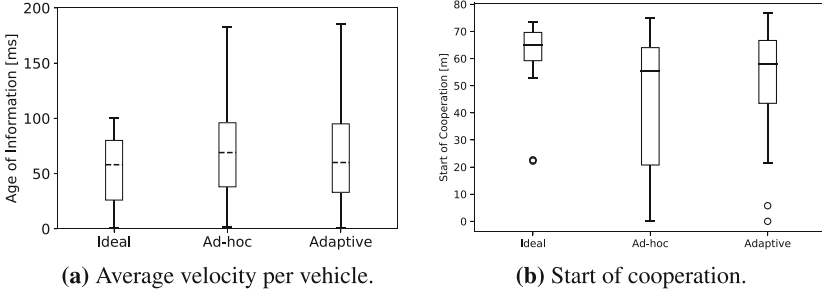 200
150
100
50
0
Age of Information [ms]
Ideal Ad-hoc Adaptive
(a) Average velocity per vehicle.
80
70
60
50
40
30
20
10
0
Start of Cooperation [m]
Ideal Ad-hoc Adaptive
(b) Start of cooperation.